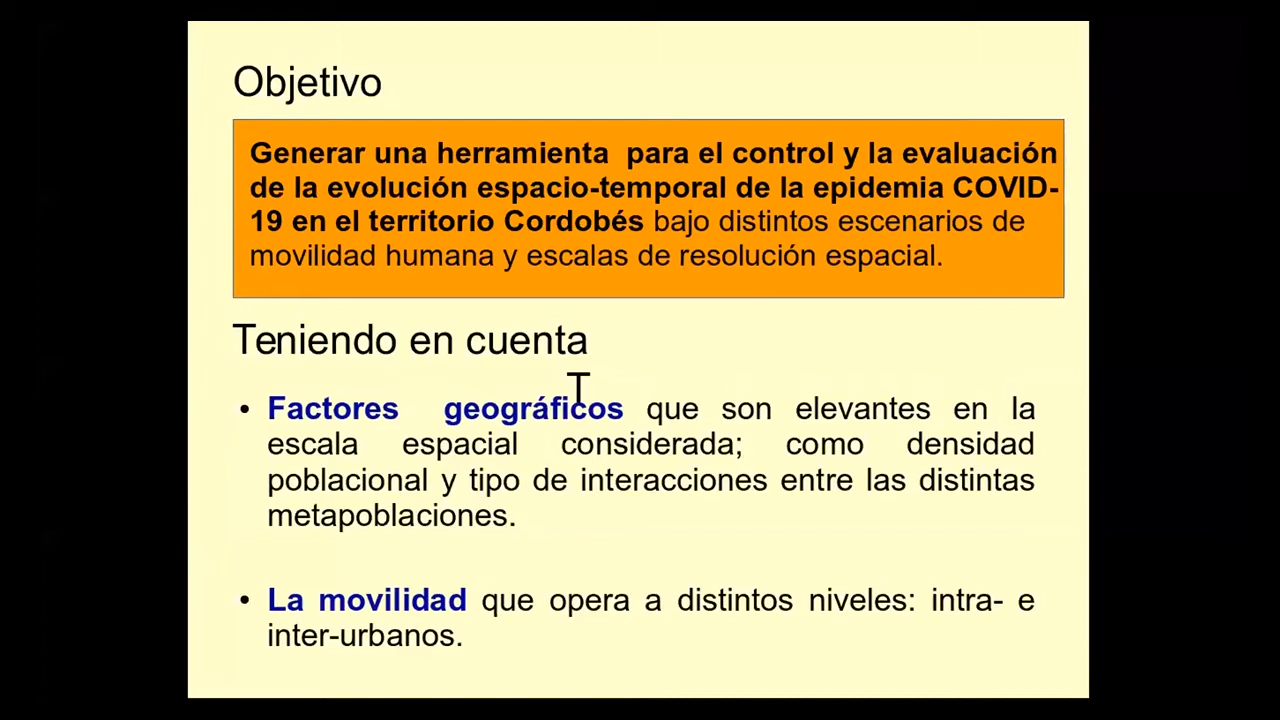 Objetivo
Generar una herramienta para el control y la evaluación
de la evolución espacio-temporal de la epidemia COVID-
19 en el territorio Cordobés bajo distintos escenarios de
movilidad humana y escalas de resolución espacial.
Teniendo en cuenta
T
• Factores geográficos que son elevantes en la
escala espacial considerada; como densidad
poblacional y tipo de interacciones entre las distintas
metapoblaciones.
• La movilidad que opera a distintos niveles: intra- e
inter-urbanos.